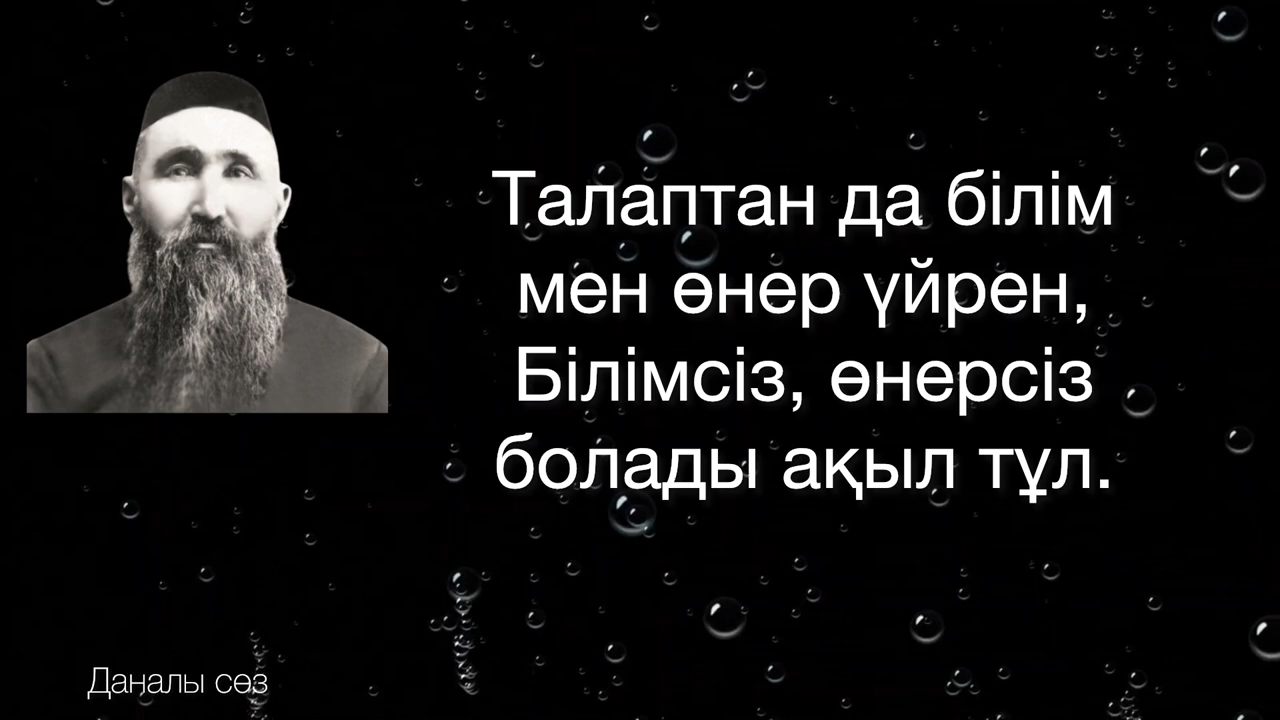 Талаптан да білім
мен өнер үйрен,
Білімсіз, өнерсіз
болады ақыл тұл.
Даналы сөз